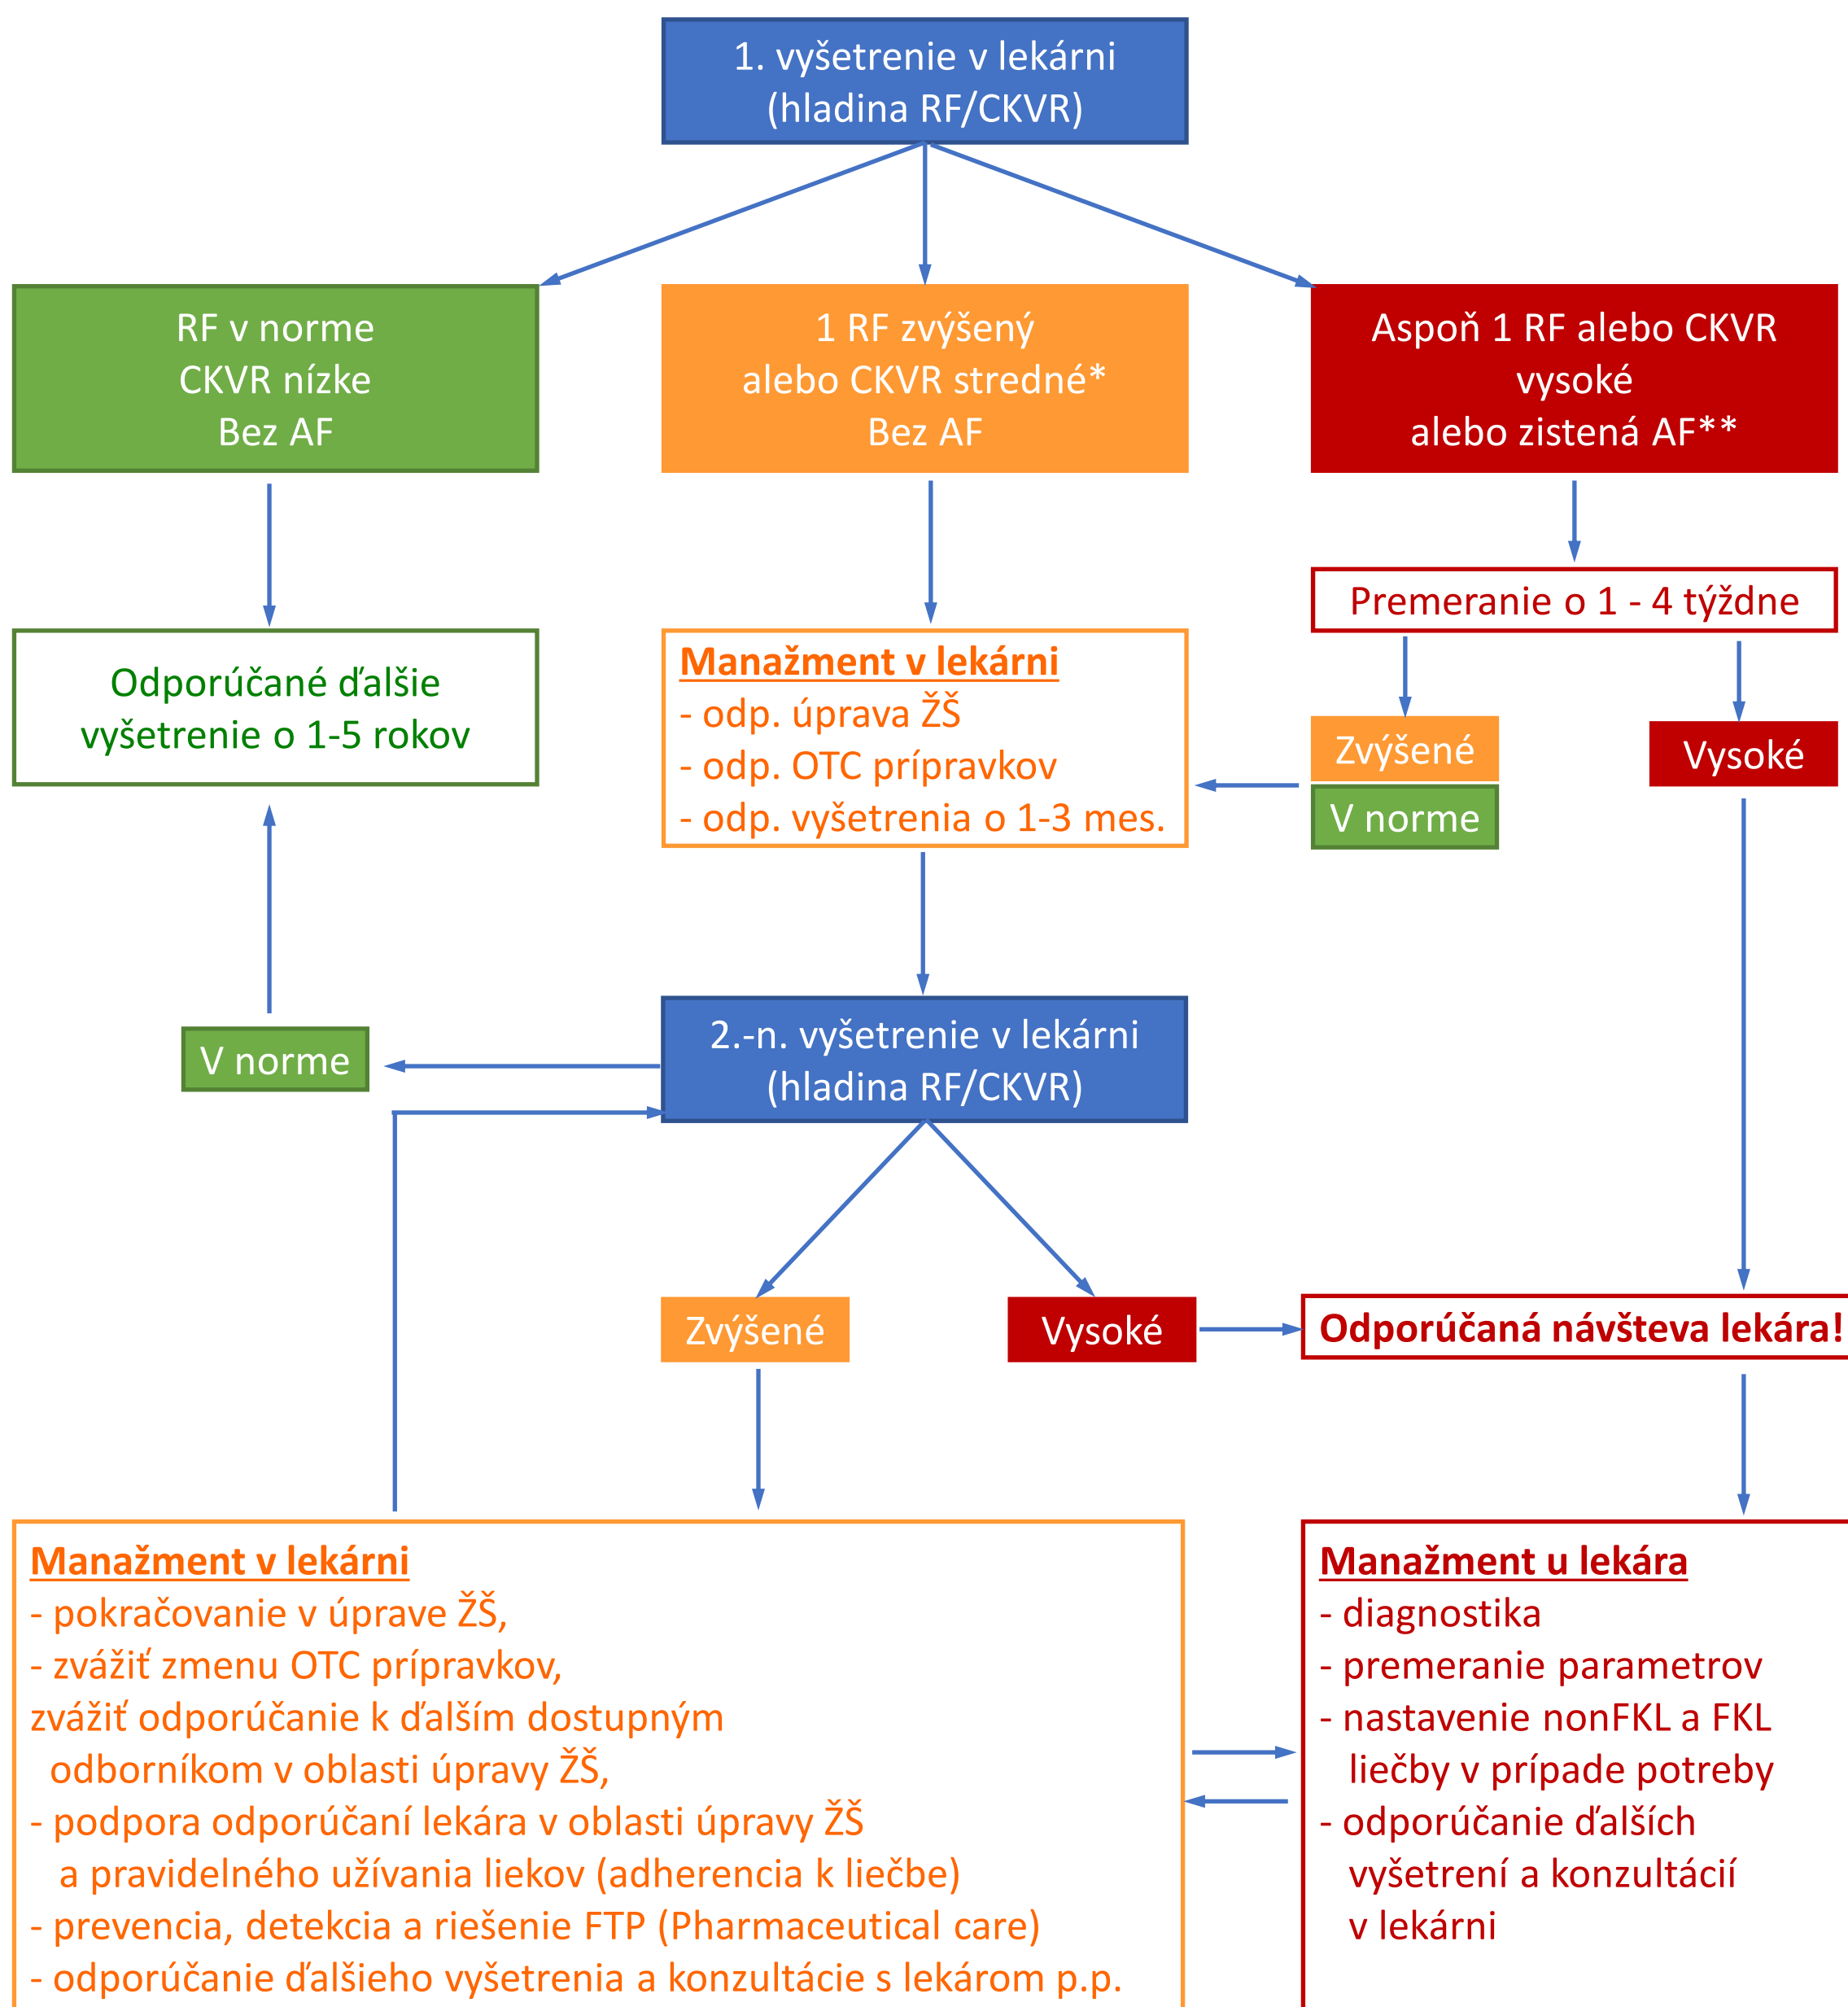 1. vyšetrenie v lekárni
(hladina RF/CKVR)
RF v norme
CKVR nízke
Bez AF
1 RF zvýšený
alebo CKVR stredné*
Bez AF
Aspoň 1 RF alebo CKVR
vysoké
alebo zistená AF**
Premeranie o 1 - 4 týždne
Odporúčané ďalšie
vyšetrenie o 1-5 rokov
Manažment v lekárni
- odp. úprava ŽŠ
- odp. OTC prípravkov
- odp. vyšetrenia o 1-3 mes.
Zvýšené
V norme
Vysoké
V norme
2.-n. vyšetrenie v lekárni
(hladina RF/CKVR)
Zvýšené
Vysoké
Odporúčaná návšteva lekára!
Manažment v lekárni
- pokračovanie v úprave ŽŠ,
- zvážiť zmenu OTC prípravkov,
zvážiť odporúčanie k ďalším dostupným
odborníkom v oblasti úpravy ŽŠ,
- podpora odporúčaní lekára v oblasti úpravy ŽŠ
a pravidelného užívania liekov (adherencia k liečbe)
- prevencia, detekcia a riešenie FTP (Pharmaceutical care)
- odporúčanie ďalšieho vyšetrenia a konzultácie s lekárom p.p.
Manažment u lekára
- diagnostika
- premeranie parametrov
- nastavenie nonFKL a FKL
liečby v prípade potreby
- odporúčanie ďalších
vyšetrení a konzultácií
v lekárni